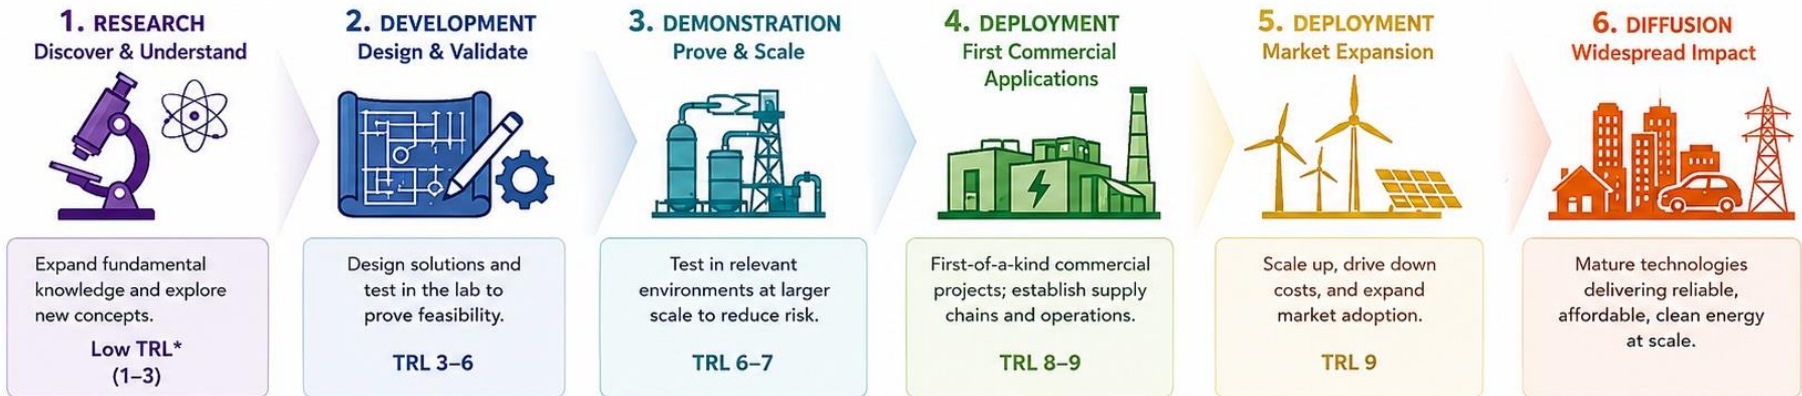 1. RESEARCH
Discover & Understand
Expand fundamental
knowledge and explore
new concepts.
Low TRL*
(1–3)
2. DEVELOPMENT
Design & Validate
Design solutions and
test in the lab to
prove feasibility.
TRL 3–6
3. DEMONSTRATION
Prove & Scale
Test in relevant
environments at larger
scale to reduce risk.
TRL 6–7
4. DEPLOYMENT
First Commercial
Applications
First-of-a-kind commercial
projects; establish supply
chains and operations.
TRL 8–9
5. DEPLOYMENT
Market Expansion
Scale up, drive down
costs, and expand
market adoption.
TRL 9
6. DIFFUSION
Widespread Impact
Mature technologies
delivering reliable,
affordable, clean energy
at scale.